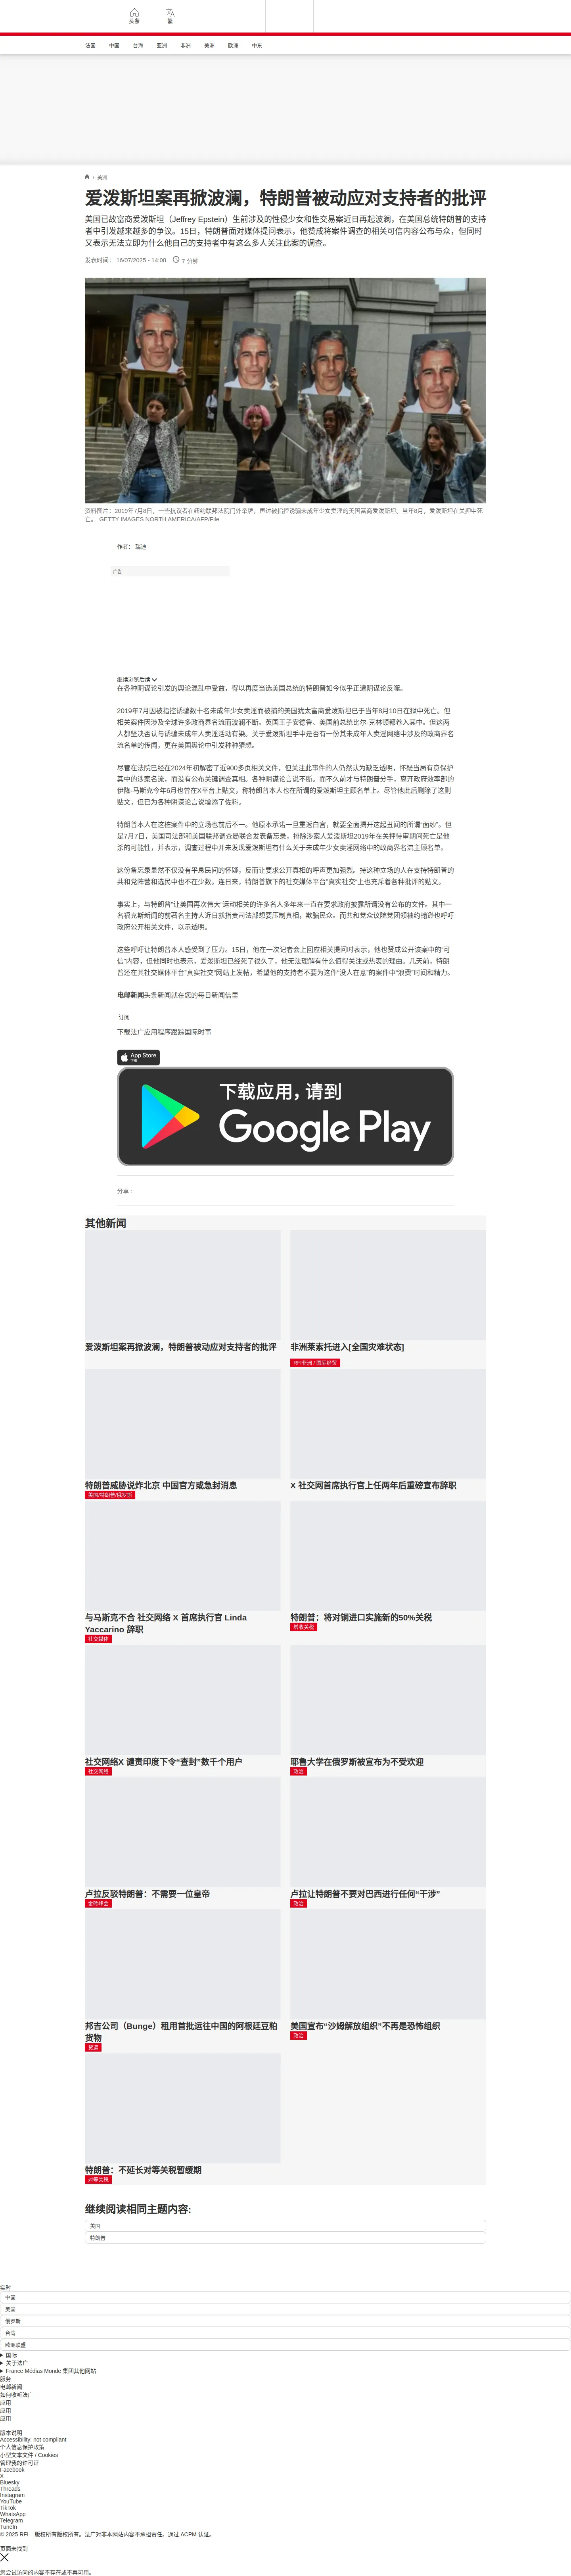 头条
繁
法国
中国
台海
亚洲
非洲
美洲
欧洲
中东
/ 美洲
爱泼斯坦案再掀波澜，特朗普被动应对支持者的批评
美国已故富商爱泼斯坦（Jeffrey Epstein）生前涉及的性侵少女和性交易案近日再起波澜，在美国总统特朗普的支持
者中引发越来越多的争议。15日，特朗普面对媒体提问表示，他赞成将案件调查的相关可信内容公布与众，但同时
又表示无法立即为什么他自己的支持者中有这么多人关注此案的调查。
发表时间： 16/07/2025 - 14:08
7 分钟
资料图片：2019年7月8日，一些抗议者在纽约联邦法院门外举牌，声讨被指控诱骗未成年少女卖淫的美国富商爱泼斯坦。当年8月，爱泼斯坦在关押中死
亡。 GETTY IMAGES NORTH AMERICA/AFP/File
作者： 瑞迪
广告
继续浏览后续
在各种阴谋论引发的舆论混乱中受益，得以再度当选美国总统的特朗普如今似乎正遭阴谋论反噬。
2019年7月因被指控诱骗数十名未成年少女卖淫而被捕的美国犹太富商爱泼斯坦已于当年8月10日在狱中死亡。但
相关案件因涉及全球许多政商界名流而波澜不断。英国王子安德鲁、美国前总统比尔-克林顿都卷入其中。但这两
人都坚决否认与诱骗未成年人卖淫活动有染。关于爱泼斯坦手中是否有一份其未成年人卖淫网络中涉及的政商界名
流名单的传闻，更在美国舆论中引发种种猜想。
尽管在法院已经在2024年初解密了近900多页相关文件，但关注此事件的人仍然认为缺乏透明，怀疑当局有意保护
其中的涉案名流，而没有公布关键调查真相。各种阴谋论言说不断。而不久前才与特朗普分手，离开政府效率部的
伊隆-马斯克今年6月也曾在X平台上贴文，称特朗普本人也在所谓的爱泼斯坦主顾名单上。尽管他此后删除了这则
贴文，但已为各种阴谋论言说增添了佐料。
特朗普本人在这桩案件中的立场也前后不一。他原本承诺一旦重返白宫，就要全面揭开这起丑闻的所谓"面纱"。但
是7月7日，美国司法部和美国联邦调查局联合发表备忘录，排除涉案人爱泼斯坦2019年在关押待审期间死亡是他
杀的可能性，并表示，调查过程中并未发现爱泼斯坦有什么关于未成年少女卖淫网络中的政商界名流主顾名单。
这份备忘录显然不仅没有平息民间的怀疑，反而让要求公开真相的呼声更加强烈。持这种立场的人在支持特朗普的
共和党阵营和选民中也不在少数。连日来，特朗普旗下的社交媒体平台"真实社交"上也充斥着各种批评的贴文。
事实上，与特朗普"让美国再次伟大"运动相关的许多名人多年来一直在要求政府披露所谓没有公布的文件。其中一
名福克斯新闻的前著名主持人近日就指责司法部想要压制真相，欺骗民众。而共和党众议院党团领袖约翰逊也呼吁
政府公开相关文件，以示透明。
这些呼吁让特朗普本人感受到了压力。15日，他在一次记者会上回应相关提问时表示，他也赞成公开该案中的"可
信"内容，但他同时也表示，爱泼斯坦已经死了很久了，他无法理解有什么值得关注或热衷的理由。几天前，特朗
普还在其社交媒体平台"真实社交"网站上发帖，希望他的支持者不要为这件"没人在意"的案件中"浪费"时间和精力。
电邮新闻头条新闻就在您的每日新闻信里
订阅
下载法广应用程序跟踪国际时事
App Store
下载
下载应用，请到
Google Play
分享 :
其他新闻
爱泼斯坦案再掀波澜，特朗普被动应对支持者的批评
非洲莱索托进入[全国灾难状态]
RFI非洲 / 国际经贸
特朗普威胁说炸北京 中国官方或急封消息
美国/特朗普/俄罗斯
X 社交网首席执行官上任两年后重磅宣布辞职
与马斯克不合 社交网络 X 首席执行官 Linda
Yaccarino 辞职
社交媒体
特朗普：将对铜进口实施新的50%关税
增收关税
社交网络X 谴责印度下令“查封”数千个用户
社交网络
耶鲁大学在俄罗斯被宣布为不受欢迎
政治
卢拉反驳特朗普：不需要一位皇帝
金砖峰会
卢拉让特朗普不要对巴西进行任何"干涉"
政治
邦吉公司（Bunge）租用首批运往中国的阿根廷豆粕
货物
货运
美国宣布“沙姆解放组织”不再是恐怖组织
政治
特朗普：不延长对等关税暂缓期
对等关税
继续阅读相同主题内容:
美国
特朗普
实时
中国
美国
俄罗斯
台湾
欧洲联盟
国际
关于法广
France Médias Monde 集团其他网站
服务
电邮新闻
如何收听法广
应用
应用
应用
版本说明
Accessibility: not compliant
个人信息保护政策
小型文本文件 / Cookies
管理我的许可证
Facebook
X
Bluesky
Threads
Instagram
YouTube
TikTok
WhatsApp
Telegram
TuneIn
© 2025 RFI – 版权所有版权所有。法广对非本网站内容不承担责任。通过 ACPM 认证。
页面未找到
您尝试访问的内容不存在或不再可用。